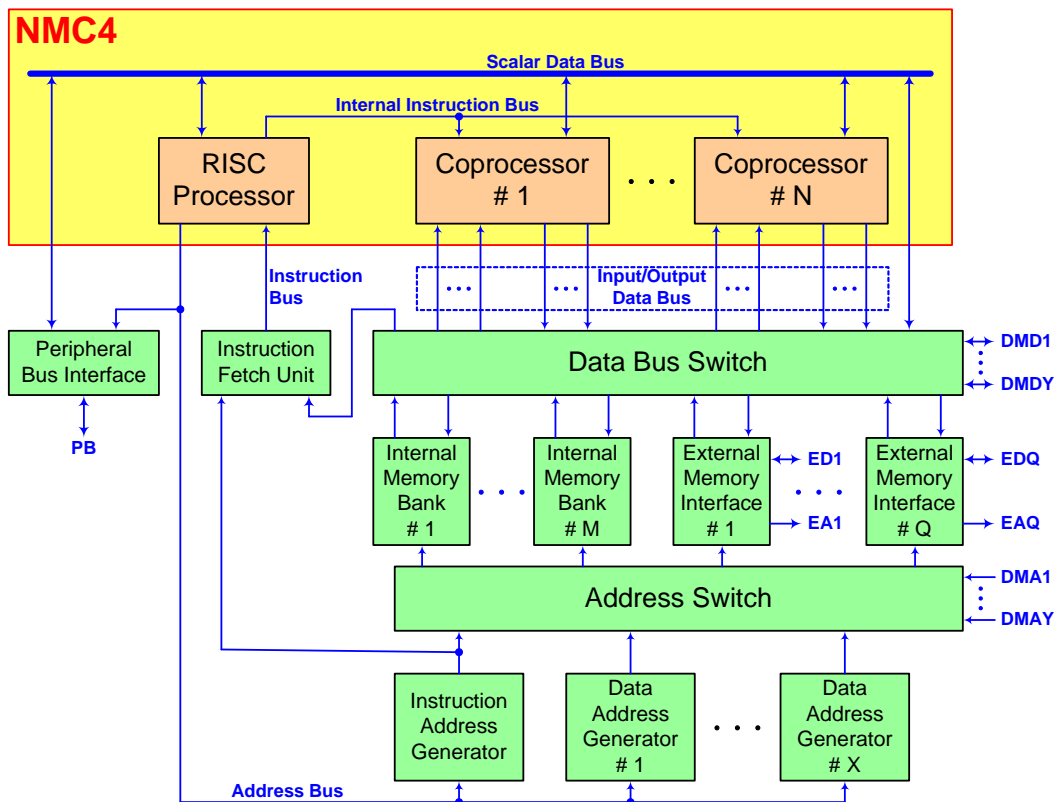 NMC4
Scalar Data Bus
Internal Instruction Bus
RISC
Processor
Coprocessor
# 1
Coprocessor
# N
Instruction
Bus
Input/Output
Data Bus
Peripheral
Bus Interface
Instruction
Fetch Unit
Data Bus Switch
DMD1
DMDY
PB
Internal
Memory
Bank
# 1
Internal
Memory
Bank
# M
External
Memory
Interface
# 1
ED1
EA1
External
Memory
Interface
# Q
EDQ
EAQ
Address Switch
DMA1
DMAY
Instruction
Address
Generator
Data
Address
Generator
# 1
Data
Address
Generator
# X
Address Bus